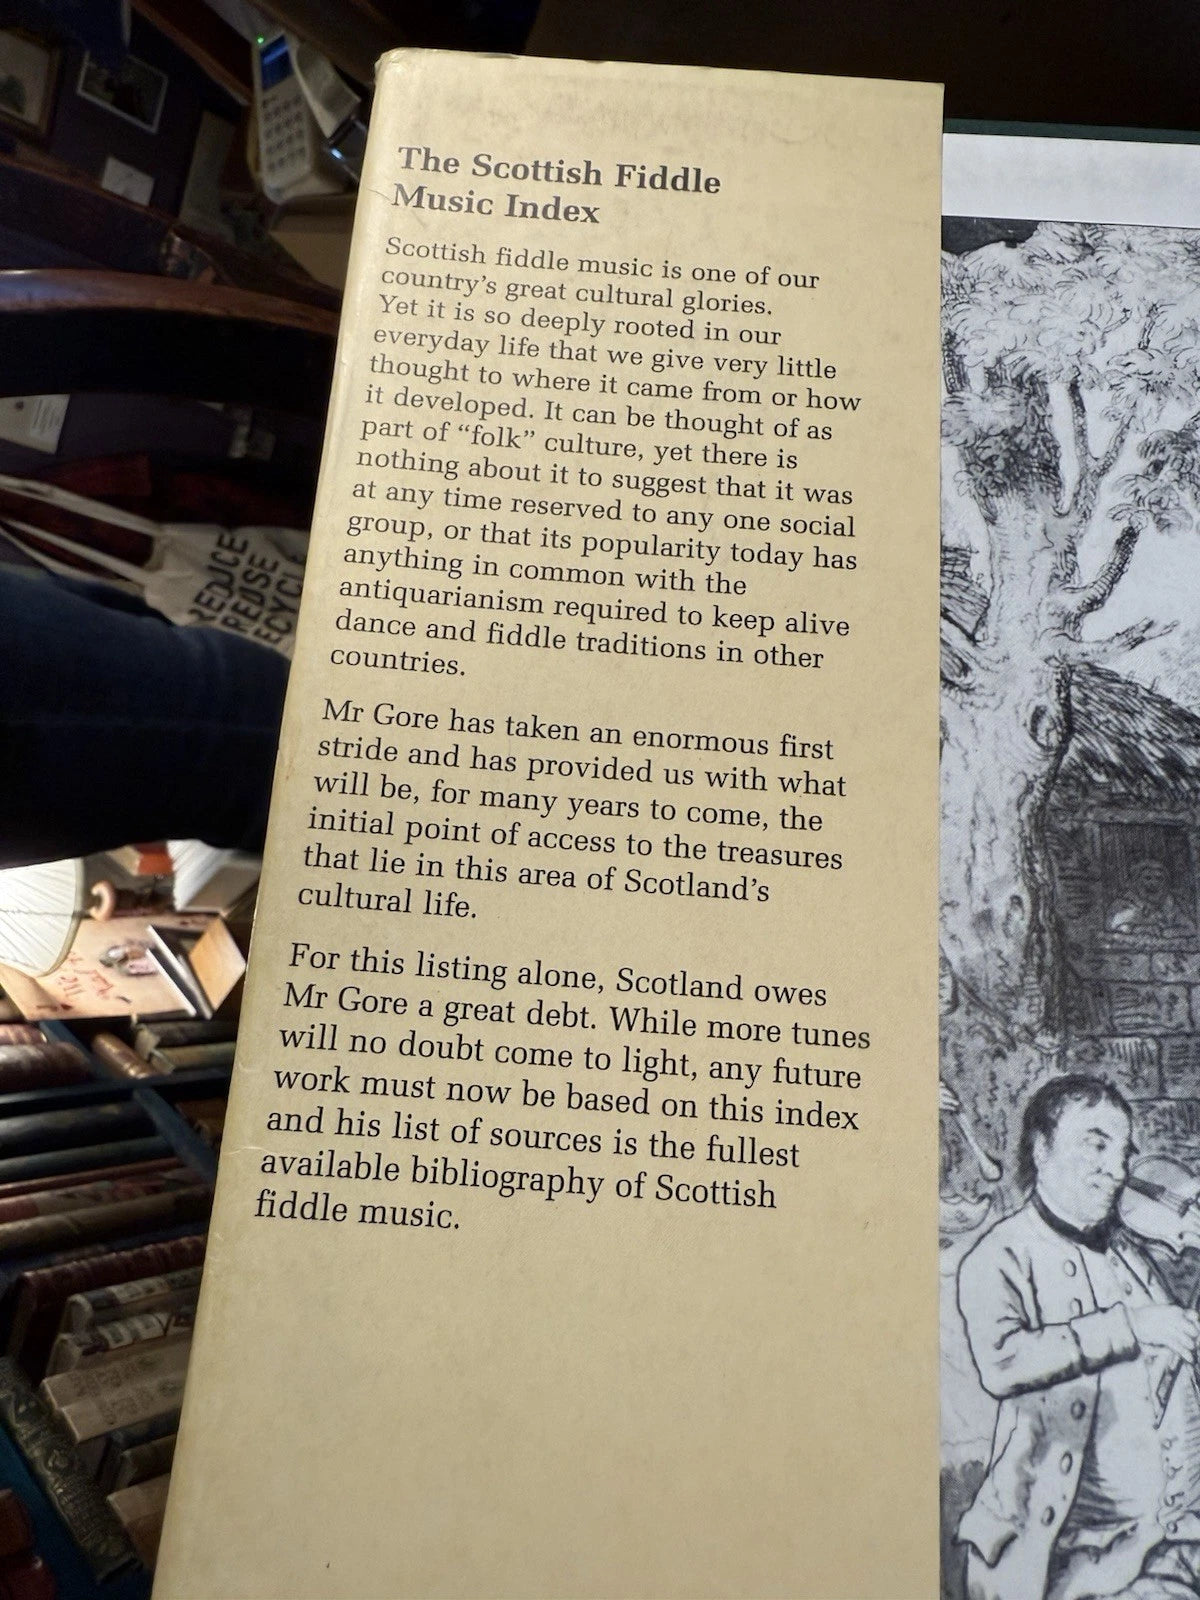 The Scottish Fiddle
Music Index
Scottish fiddle music is one of our
country’s great cultural glories.
Yet it is so deeply rooted in our
everyday life that we give very little
thought to where it came from or how
it developed. It can be thought of as
part of “folk” culture, yet there is
nothing about it to suggest that it was
at any time reserved to any one social
group, or that its popularity today has
anything in common with the
antiquarianism required to keep alive
dance and fiddle traditions in other
countries.
Mr Gore has taken an enormous first
stride and has provided us with what
will be, for many years to come, the
initial point of access to the treasures
that lie in this area of Scotland’s
cultural life.
For this listing alone, Scotland owes
Mr Gore a great debt. While more tunes
will no doubt come to light, any future
work must now be based on this index
and his list of sources is the fullest
available bibliography of Scottish
fiddle music.
REDUCE
REUSE